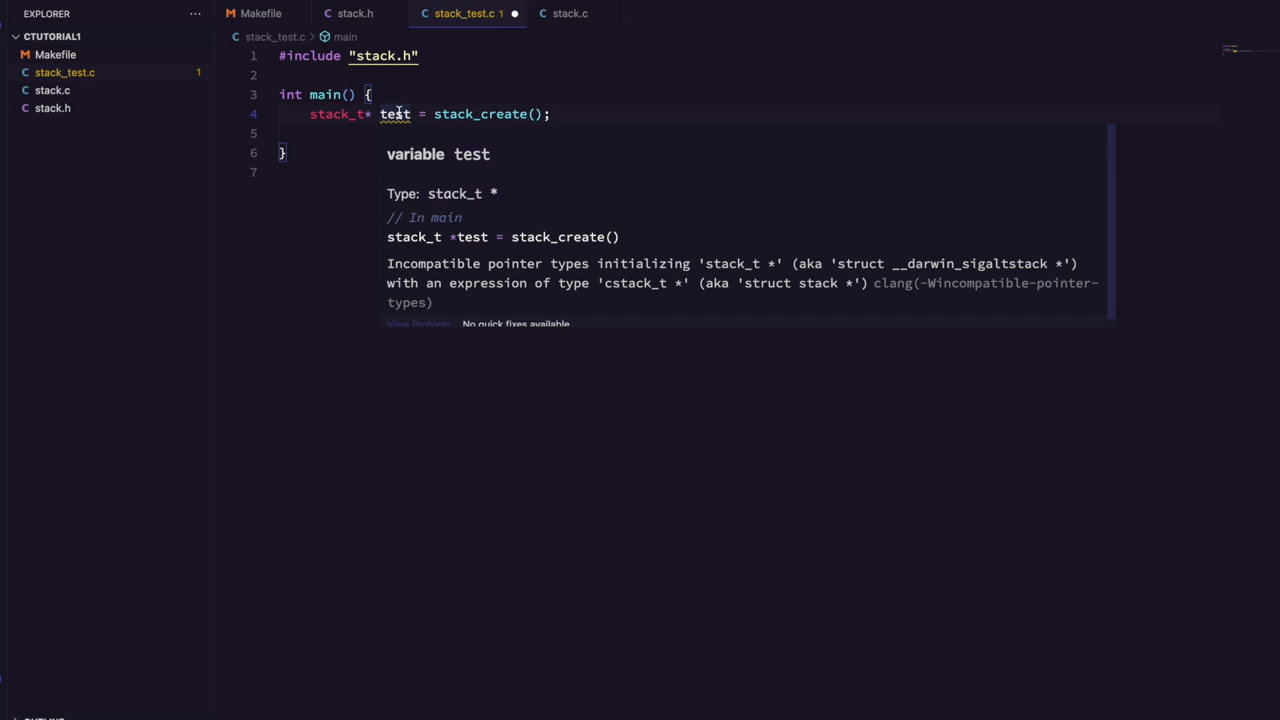 EXPLORER ···
CTUTORIAL1
M Makefile
C stack_test.c 1
C stack.c
C stack.h
M Makefile C stack.h C stack_test.c 1 C stack.c
C stack_test.c > main
1 #include "stack.h"
2
3 int main() {
4 stack_t* test = stack_create();
5
6 }
7
variable test
Type: stack_t *
// In main
stack_t *test = stack_create()
Incompatible pointer types initializing 'stack_t *' (aka 'struct __darwin_sigaltstack *')
with an expression of type 'cstack_t *' (aka 'struct stack *') clang(-Wincompatible-pointer-
types)
View Problem No quick fixes available
OUTLINE